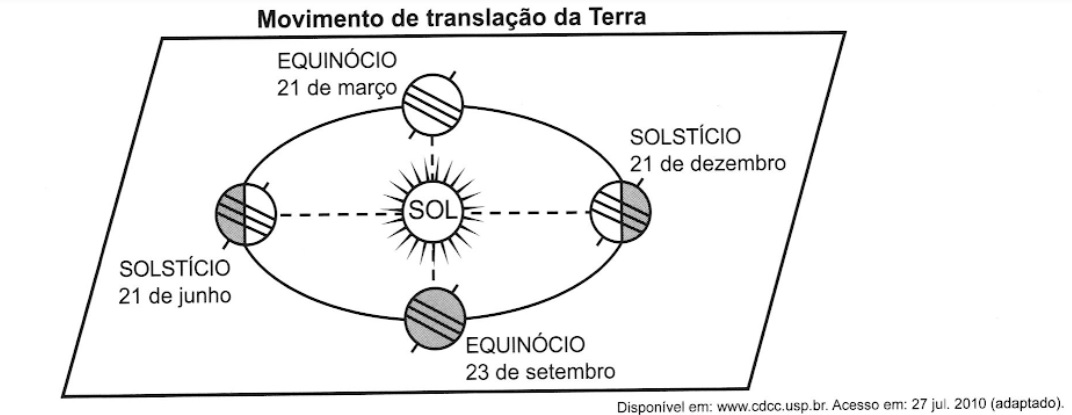 Movimento de translação da Terra
EQUINÓCIO
21 de março
SOLSTÍCIO
21 de dezembro
SOL
SOLSTÍCIO
21 de junho
EQUINÓCIO
23 de setembro
Disponível em: www.cdcc.usp.br. Acesso em: 27 jul. 2010 (adaptado).